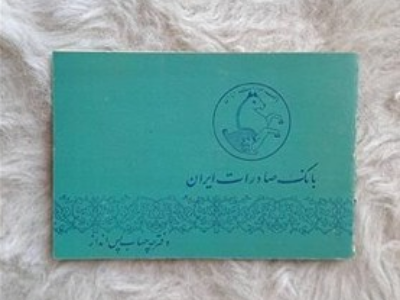 بانک صادرات ایران
دفترچه حساب پس انداز